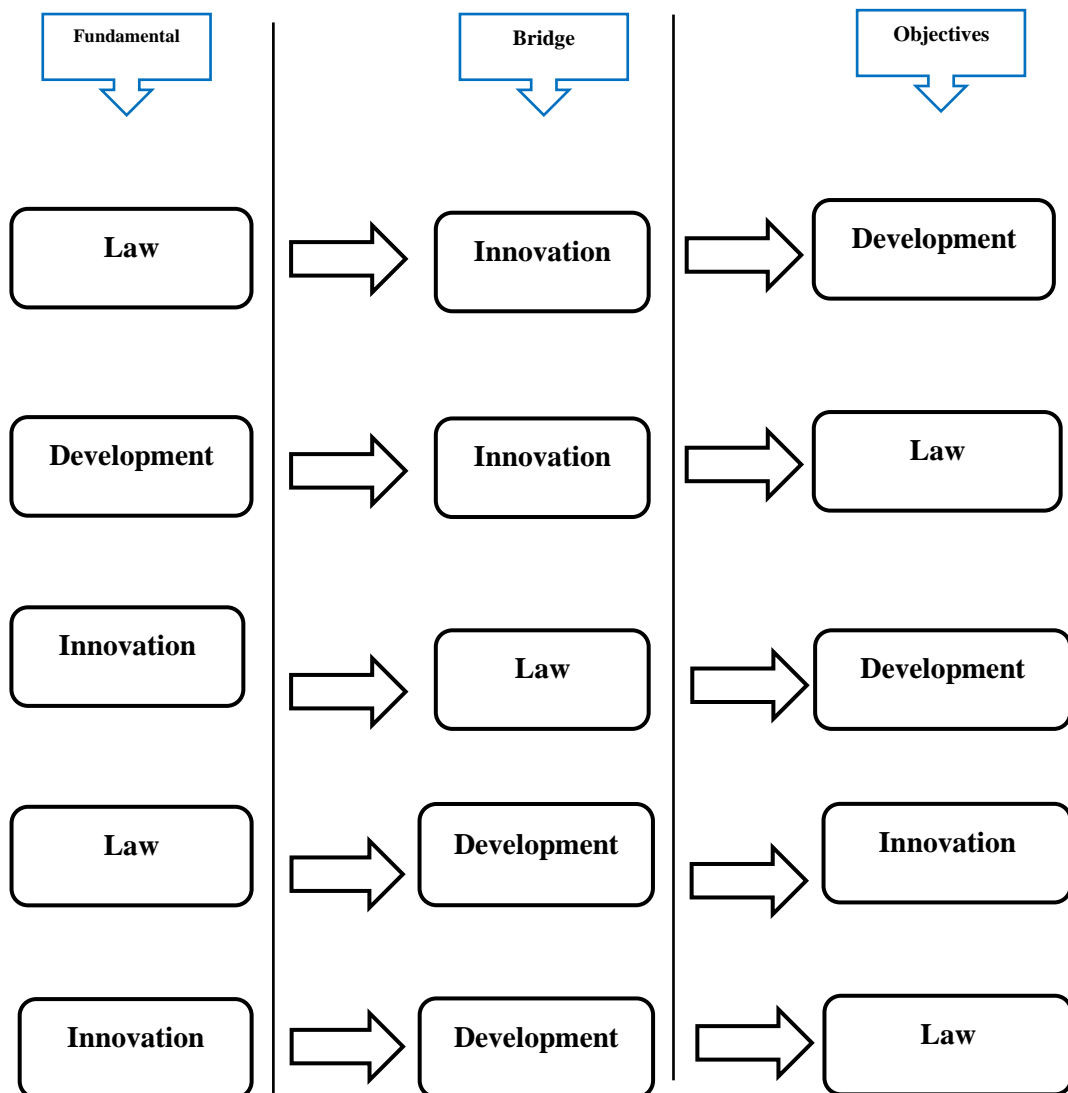 Fundamental
Bridge
Objectives
Law
Innovation
Development
Development
Innovation
Law
Innovation
Law
Development
Law
Development
Innovation
Innovation
Development
Law